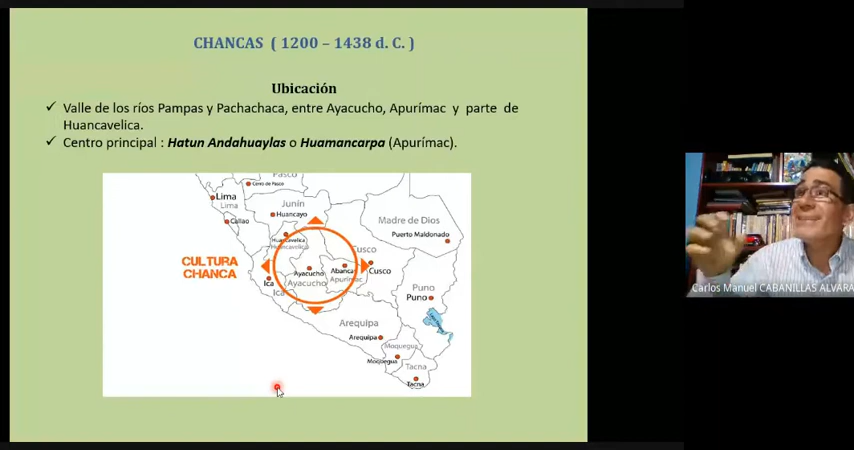 CHANCAS ( 1200 – 1438 d. C. )
Ubicación
✓ Valle de los ríos Pampas y Pachachaca, entre Ayacucho, Apurímac y parte de
Huancavelica.
✓ Centro principal : Hatun Andahuaylas o Huamancarpa (Apurímac).
Pasco
Cerro de Pasco
Lima
Lima
Junín
Callao
Huancayo
Madre de Dios
Puerto Maldonado
Huancavelica
Huancavelica
Cusco
CULTURA
CHANCA
Ayacucho
Abanca
Cusco
Ica
Ayacucho
Apurímac
Ica
Puno
Puno
Arequipa
Arequipa
Moquegua
Moquegua
Tacna
Tacna
Carlos Manuel CABANILLAS ALVARA